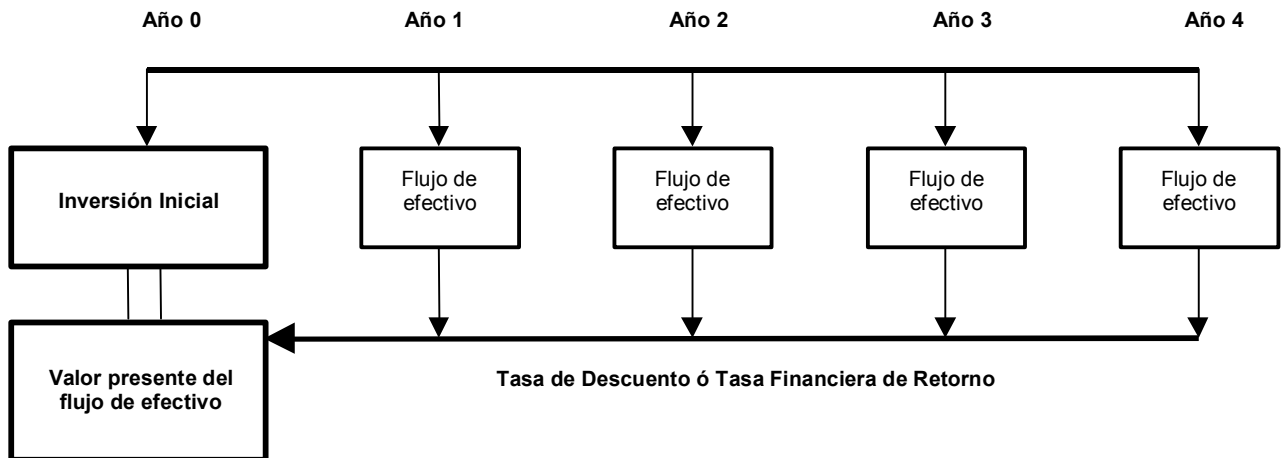 Año 0 Año 1 Año 2 Año 3 Año 4
Inversión Inicial
Flujo de
efectivo
Flujo de
efectivo
Flujo de
efectivo
Flujo de
efectivo
Valor presente del
flujo de efectivo
Tasa de Descuento ó Tasa Financiera de Retorno